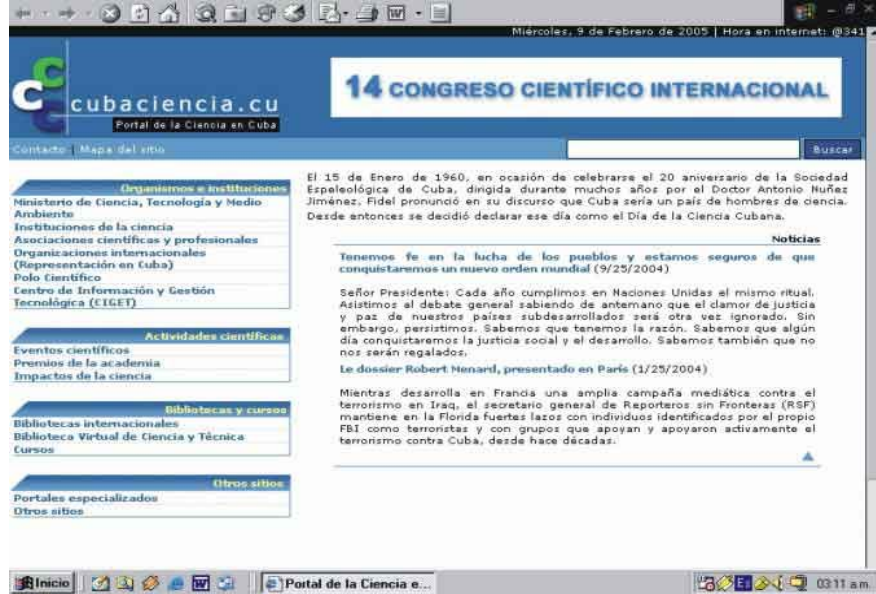 Miércoles, 9 de Febrero de 2005 | Hora en internet: @341
cubaciencia.cu
Portal de la Ciencia en Cuba
14 CONGRESO CIENTÍFICO INTERNACIONAL
Contacto | Mapa del sitio
Buscar
Organismos e instituciones
Ministerio de Ciencia, Tecnología y Medio
Ambiente
Instituciones de la ciencia
Asociaciones científicas y profesionales
Organizaciones internacionales
(Representación en Cuba)
Polo Científico
Centro de Información y Gestión
Tecnológica (CIGET)
Actividades científicas
Eventos científicos
Premios de la academia
Impactos de la ciencia
Bibliotecas y cursos
Bibliotecas internacionales
Biblioteca Virtual de Ciencia y Técnica
Cursos
Otros sitios
Portales especializados
Otros sitios
El 15 de Enero de 1960, en ocasión de celebrarse el 20 aniversario de la Sociedad
Espeleológica de Cuba, dirigida durante muchos años por el Doctor Antonio Nuñez
Jiménez, Fidel pronunció en su discurso que Cuba sería un país de hombres de ciencia.
Desde entonces se decidió declarar ese día como el Día de la Ciencia Cubana.
Noticias
Tenemos fe en la lucha de los pueblos y estamos seguros de que
conquistaremos un nuevo orden mundial (9/25/2004)
Señor Presidente: Cada año cumplimos en Naciones Unidas el mismo ritual.
Asistimos al debate general sabiendo de antemano que el clamor de justicia
y paz de nuestros países subdesarrollados será otra vez ignorado. Sin
embargo, persistimos. Sabemos que tenemos la razón. Sabemos que algún
día conquistaremos la justicia social y el desarrollo. Sabemos también que no
nos serán regalados.
Le dossier Robert Menard, presentado en París (1/25/2004)
Mientras desarrolla en Francia una amplia campaña mediática contra el
terrorismo en Iraq, el secretario general de Reporteros sin Fronteras (RSF)
mantiene en la Florida fuertes lazos con individuos identificados por el propio
FBI como terroristas y con grupos que apoyan y apoyaron activamente el
terrorismo contra Cuba, desde hace décadas.
Inicio
Portal de la Ciencia e...
Es
03:11 a.m.